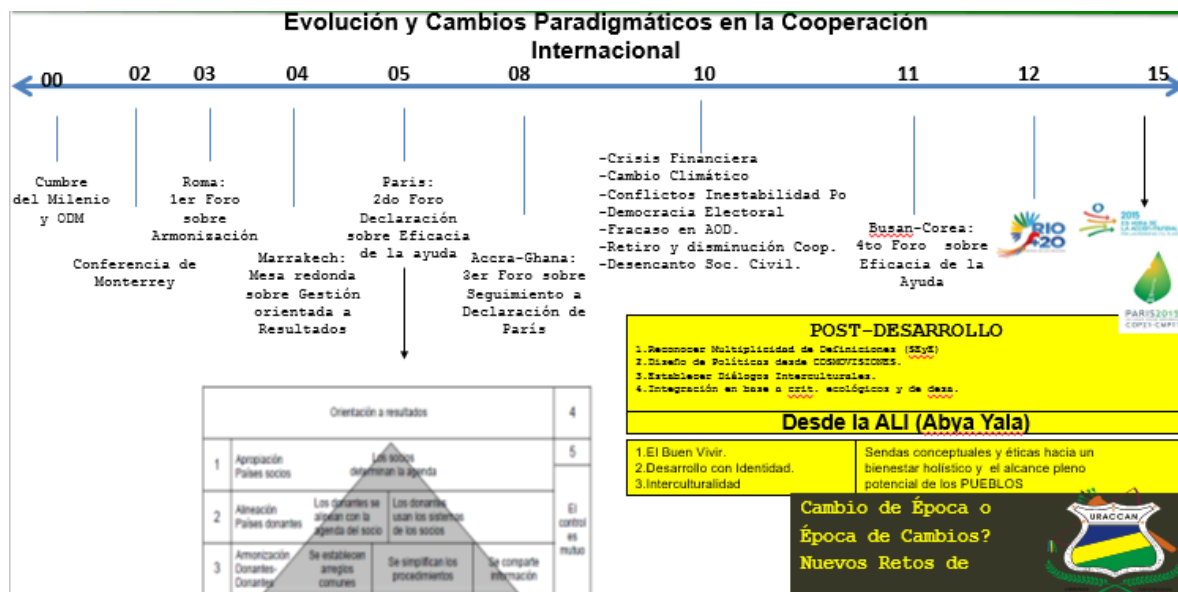 Evolución y Cambios Paradigmáticos en la Cooperación
Internacional
00
02
03
04
05
08
10
11
12
15
Cumbre
del Milenio
y ODM
Conferencia de
Monterrey
Roma:
1er Foro
sobre
Armonización
Marrakech:
Mesa redonda
sobre Gestión
orientada a
Resultados
Paris:
2do Foro
Declaración
sobre Eficacia
de la ayuda
Accra-Ghana:
3er Foro sobre
Seguimiento a
Declaración de
París
-Crisis Financiera
-Cambio Climático
-Conflictos Inestabilidad Po
-Democracia Electoral
-Fracaso en AOD.
-Retiro y disminución Coop.
-Desencanto Soc. Civil.
Busan-Corea:
4to Foro sobre
Eficacia de la
Ayuda
RIO
+20
2015
PARIS2015
COP21·CMP11
POST-DESARROLLO
1.Reconocer Multiplicidad de Definiciones (SEyE)
2.Diseño de Políticas desde COSMOVISIONES.
3.Establecer Diálogos Interculturales.
4.Integración en base a crit. ecológicos y de desa.
Desde la ALI (Abya Yala)
1.El Buen Vivir.
2.Desarrollo con Identidad.
3.Interculturalidad
Sendas conceptuales y éticas hacia un
bienestar holístico y el alcance pleno
potencial de los PUEBLOS
Cambio de Época o
Época de Cambios?
Nuevos Retos de
URACCAN
Orientación a resultados
4
1
Apropiación
Países socios
Los socios
determinan la agenda
5
2
Alineación
Países donantes
Los donantes se
alinean con la
agenda del socio
Los donantes
usan los sistemas
de los socios
El
control
es
mutuo
3
Armonización
Donantes-
Donantes
Se establecen
arreglos
comunes
Se simplifican los
procedimientos
Se comparte
información